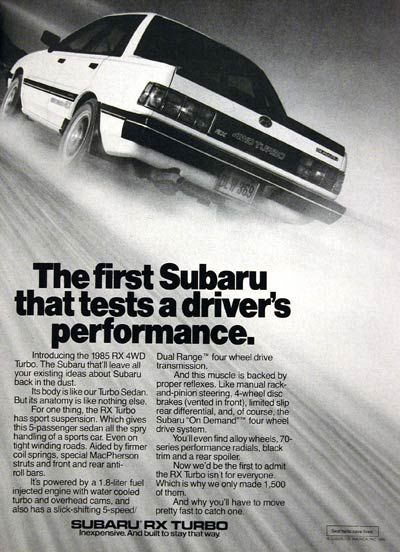 RX
4WD TURBO
The first Subaru
that tests a driver's
performance.
Introducing the 1985 RX 4WD
Turbo. The Subaru that'll leave all
your existing ideas about Subaru
back in the dust.
Its body is like our Turbo Sedan.
But its anatomy is like nothing else.
For one thing, the RX Turbo
has sport suspension. Which gives
this 5-passenger sedan all the spry
handling of a sports car. Even on
tight winding roads. Aided by firmer
coil springs, special MacPherson
struts and front and rear anti-
roll bars.
It's powered by a 1.8-liter fuel
injected engine with water cooled
turbo and overhead cams, and
also has a slick-shifting 5-speed/
Dual Range™ four wheel drive
transmission.
And this muscle is backed by
proper reflexes. Like manual rack-
and-pinion steering, 4-wheel disc
brakes (vented in front), limited slip
rear differential, and, of course, the
Subaru "On Demand"™ four wheel
drive system.
You'll even find alloy wheels, 70-
series performance radials, black
trim and a rear spoiler.
Now we'd be the first to admit
the RX Turbo isn't for everyone.
Which is why we only made 1,500
of them.
And why you'll have to move
pretty fast to catch one.
SUBARU RX TURBO
Inexpensive. And built to stay that way.
Seat belts save lives